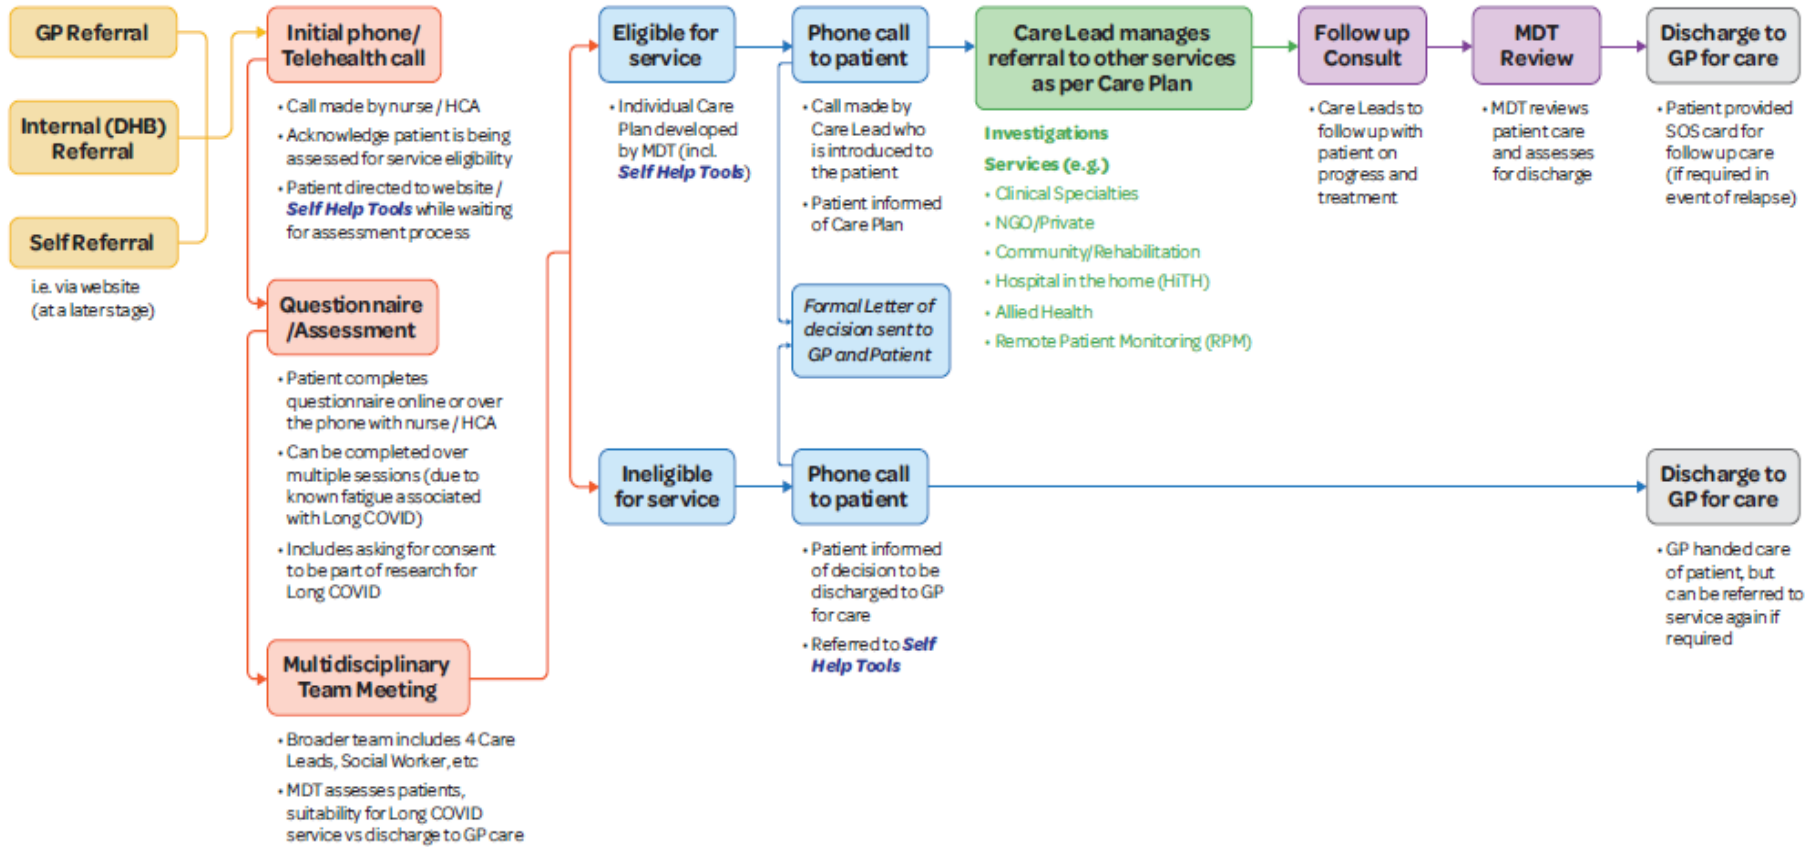 GP Referral
Internal (DHB)
Referral
Self Referral
i.e. via website
(at a later stage)
Initial phone/
Telehealth call
• Call made by nurse / HCA
• Acknowledge patient is being
assessed for service eligibility
• Patient directed to website /
Self Help Tools while waiting
for assessment process
Questionnaire
/Assessment
• Patient completes
questionnaire online or over
the phone with nurse / HCA
• Can be completed over
multiple sessions (due to
known fatigue associated
with Long COVID)
• Includes asking for consent
to be part of research for
Long COVID
Multidisciplinary
Team Meeting
• Broader team includes 4 Care
Leads, Social Worker, etc
• MDT assesses patients,
suitability for Long COVID
service vs discharge to GP care
Eligible for
service
• Individual Care
Plan developed
by MDT (incl.
Self Help Tools)
Phone call
to patient
• Call made by
Care Lead who
is introduced to
the patient
• Patient informed
of Care Plan
Formal Letter of
decision sent to
GP and Patient
Care Lead manages
referral to other services
as per Care Plan
Investigations
Services (e.g.)
• Clinical Specialties
• NGO/Private
• Community/Rehabilitation
• Hospital in the home (HiTH)
• Allied Health
• Remote Patient Monitoring (RPM)
Follow up
Consult
• Care Leads to
follow up with
patient on
progress and
treatment
MDT
Review
• MDT reviews
patient care
and assesses
for discharge
Discharge to
GP for care
• Patient provided
SOS card for
follow up care
(if required in
event of relapse)
Ineligible
for service
Phone call
to patient
• Patient informed
of decision to be
discharged to GP
for care
• Referred to Self
Help Tools
Discharge to
GP for care
• GP handed care
of patient, but
can be referred to
service again if
required